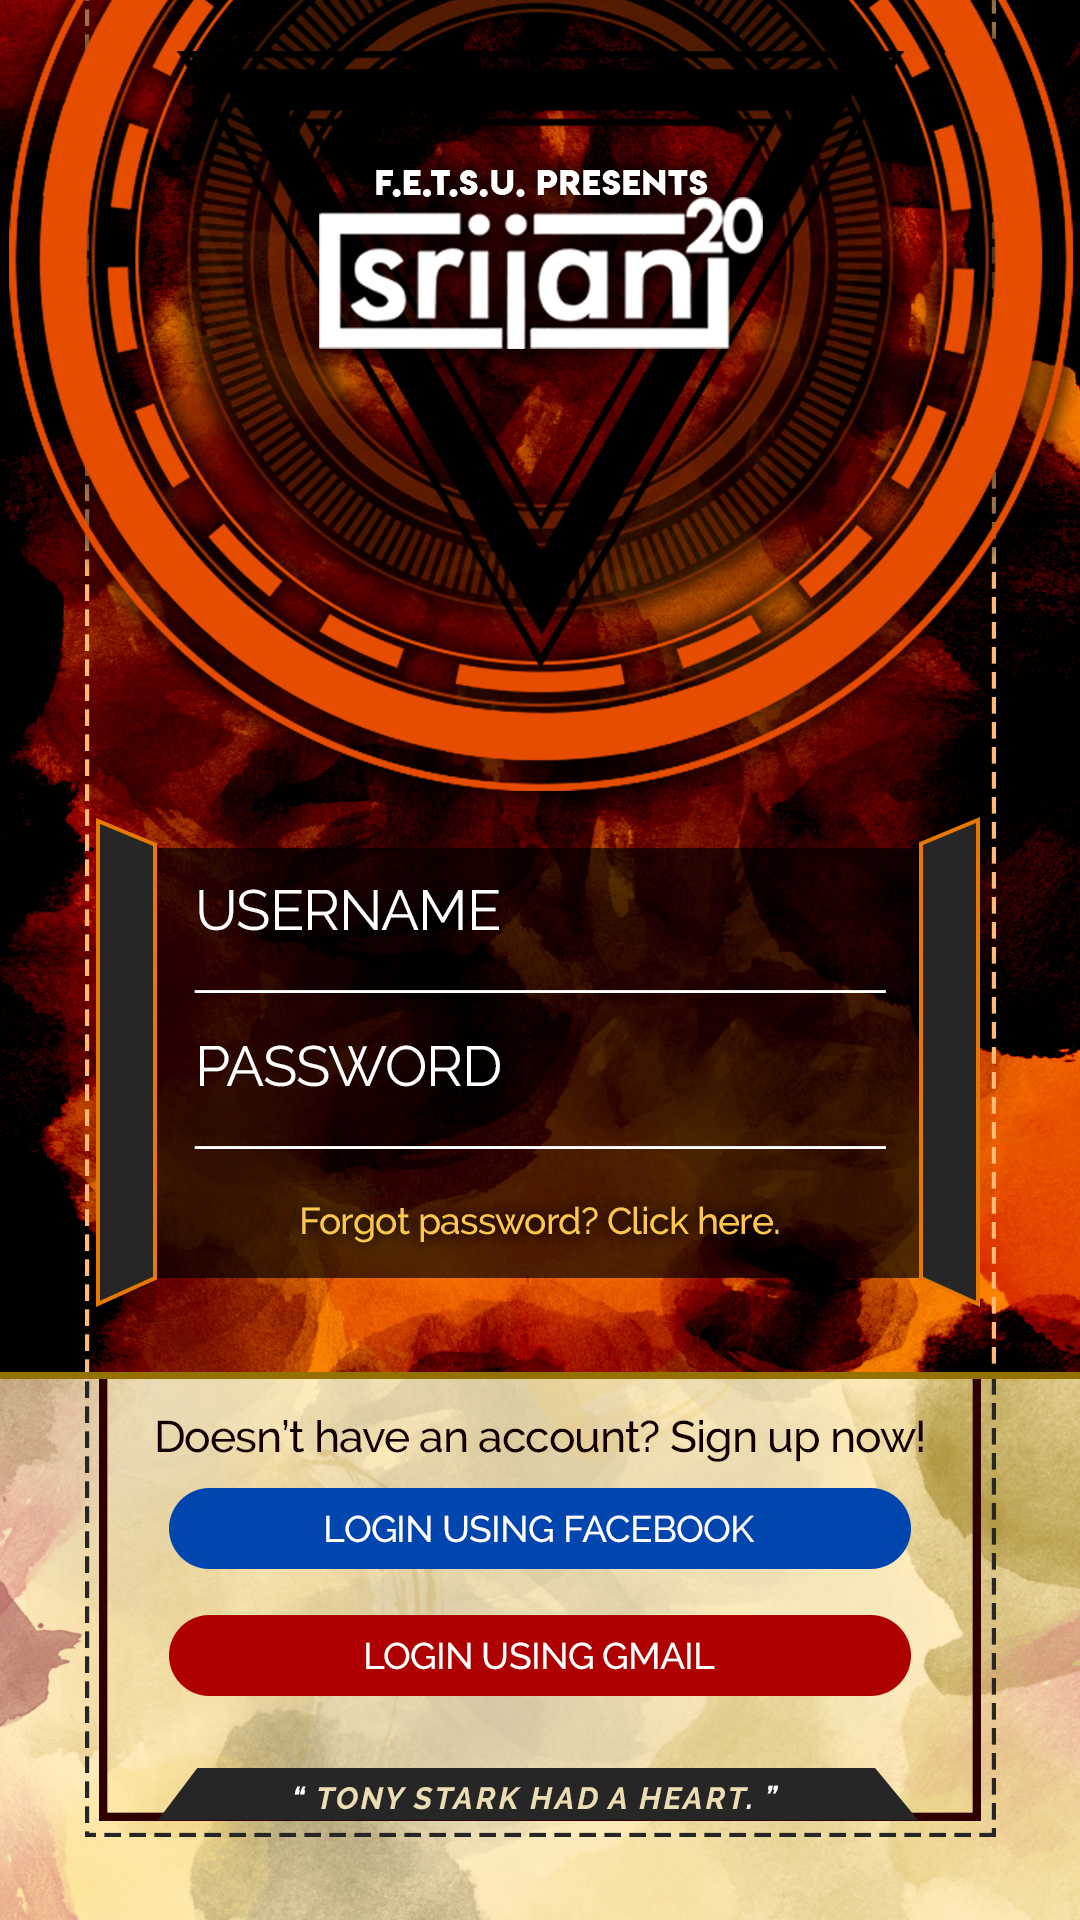 F.E.T.S.U. PRESENTS
srijan 20
USERNAME
PASSWORD
Forgot password? Click here.
Doesn’t have an account? Sign up now!
LOGIN USING FACEBOOK
LOGIN USING GMAIL
“ TONY STARK HAD A HEART. ”